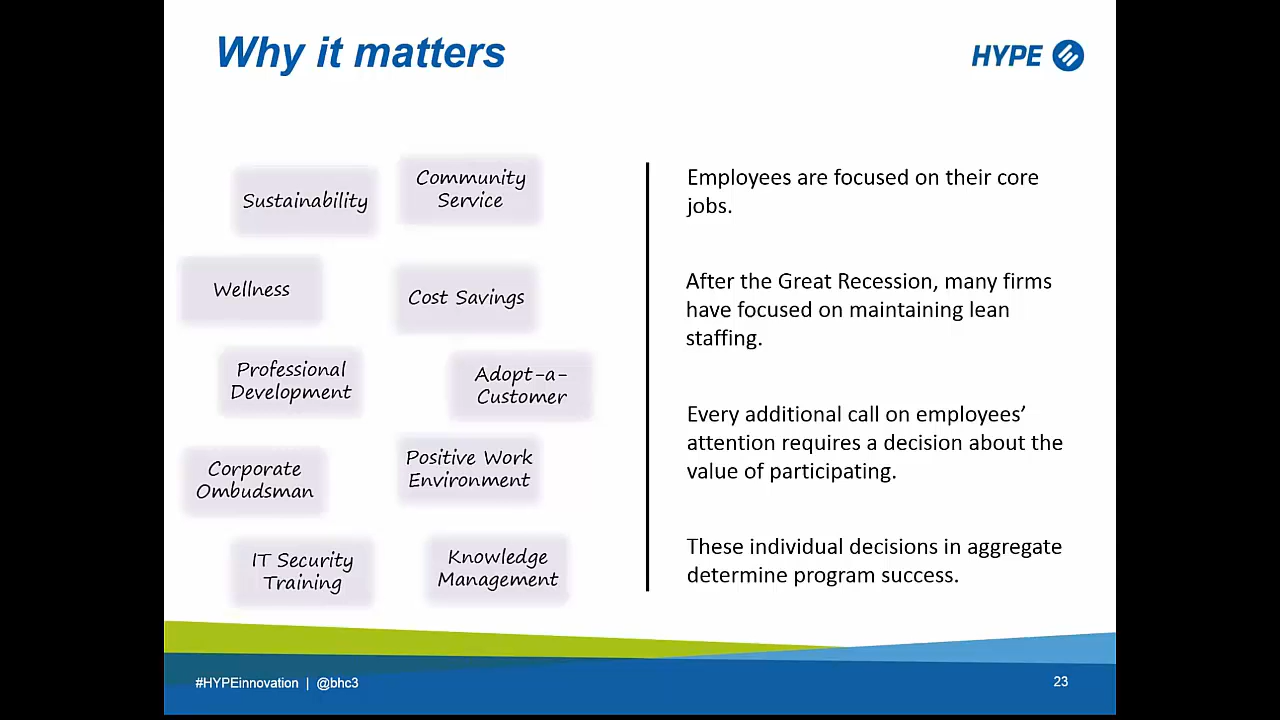 Why it matters
HYPE
Sustainability
Community
Service
Wellness
Cost Savings
Professional
Development
Adopt-a-
Customer
Corporate
Ombudsman
Positive Work
Environment
IT Security
Training
Knowledge
Management
Employees are focused on their core
jobs.
After the Great Recession, many firms
have focused on maintaining lean
staffing.
Every additional call on employees’
attention requires a decision about the
value of participating.
These individual decisions in aggregate
determine program success.
#HYPEinnovation | @bhc3
23